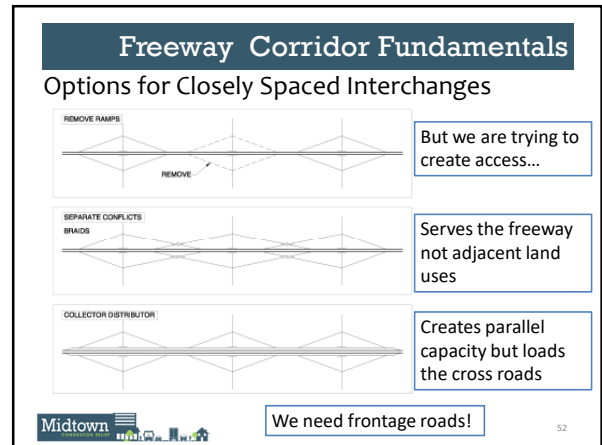 Freeway Corridor Fundamentals
Options for Closely Spaced Interchanges
REMOVE RAMPS
REMOVE
But we are trying to
create access…
SEPARATE CONFLICTS
BRAIDS
Serves the freeway
not adjacent land
uses
COLLECTOR DISTRIBUTOR
Creates parallel
capacity but loads
the cross roads
Midtown
CONGESTION RELIEF
We need frontage roads!
52